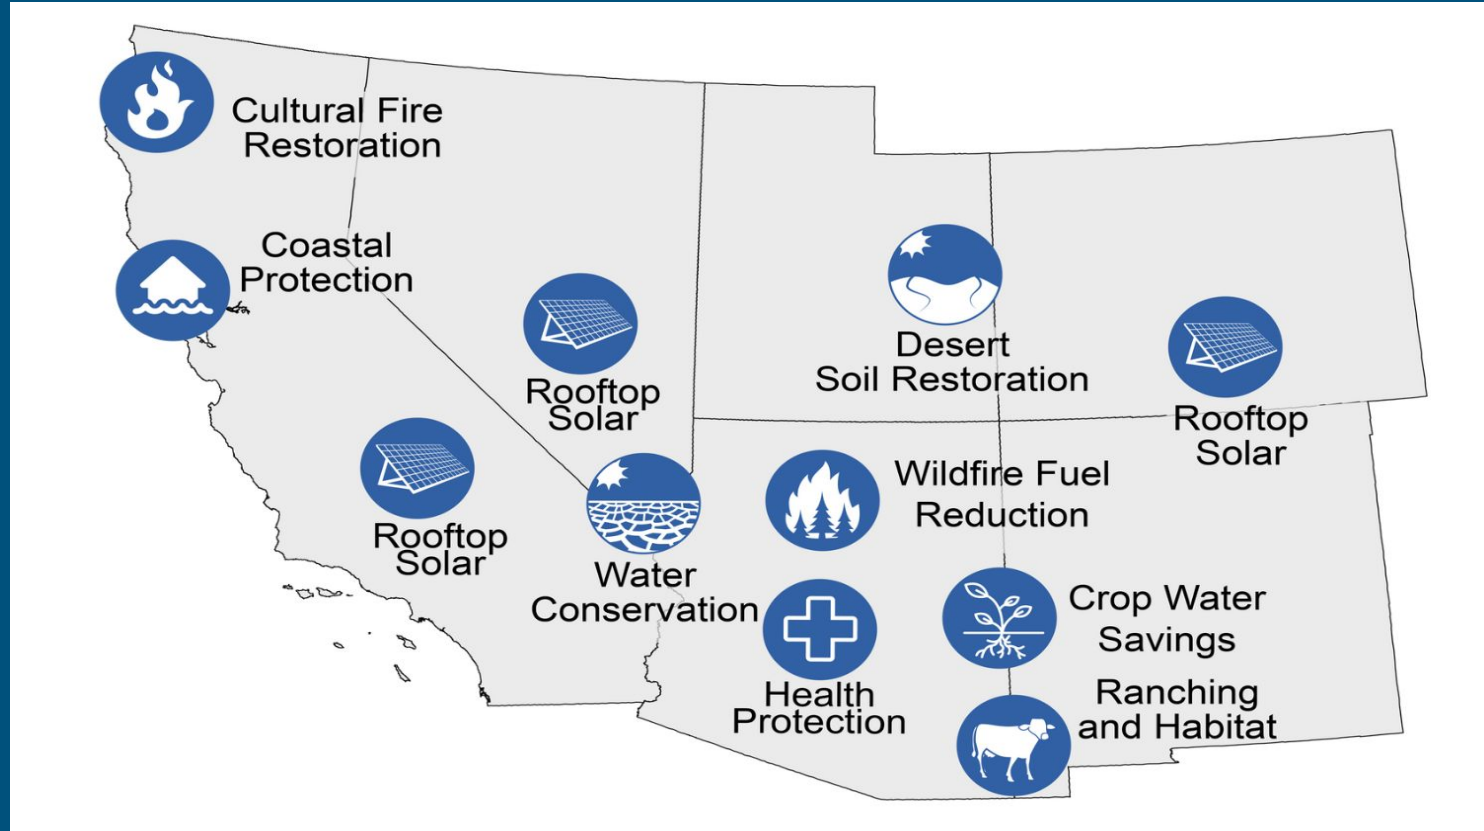 Cultural Fire
Restoration
Coastal
Protection
Rooftop
Solar
Desert
Soil Restoration
Rooftop
Solar
Rooftop
Solar
Wildfire Fuel
Reduction
Water
Conservation
Crop Water
Savings
Health
Protection
Ranching
and Habitat